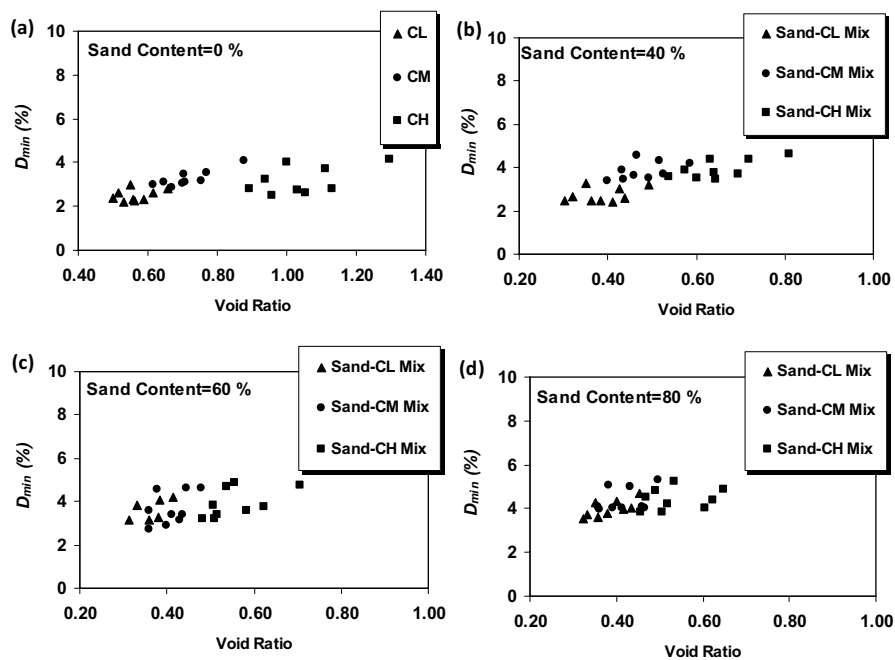 (a)
Sand Content=0 %
CL
CM
CH
D_min (%)
10
8
6
4
2
0
0.40 0.60 0.80 1.00 1.20 1.40
Void Ratio
(b)
Sand Content=40 %
Sand-CL Mix
Sand-CM Mix
Sand-CH Mix
D_min (%)
10
8
6
4
2
0
0.20 0.40 0.60 0.80 1.00
Void Ratio
(c)
Sand Content=60 %
Sand-CL Mix
Sand-CM Mix
Sand-CH Mix
D_min (%)
10
8
6
4
2
0
0.20 0.40 0.60 0.80 1.00
Void Ratio
(d)
Sand Content=80 %
Sand-CL Mix
Sand-CM Mix
Sand-CH Mix
D_min (%)
10
8
6
4
2
0
0.20 0.40 0.60 0.80 1.00
Void Ratio